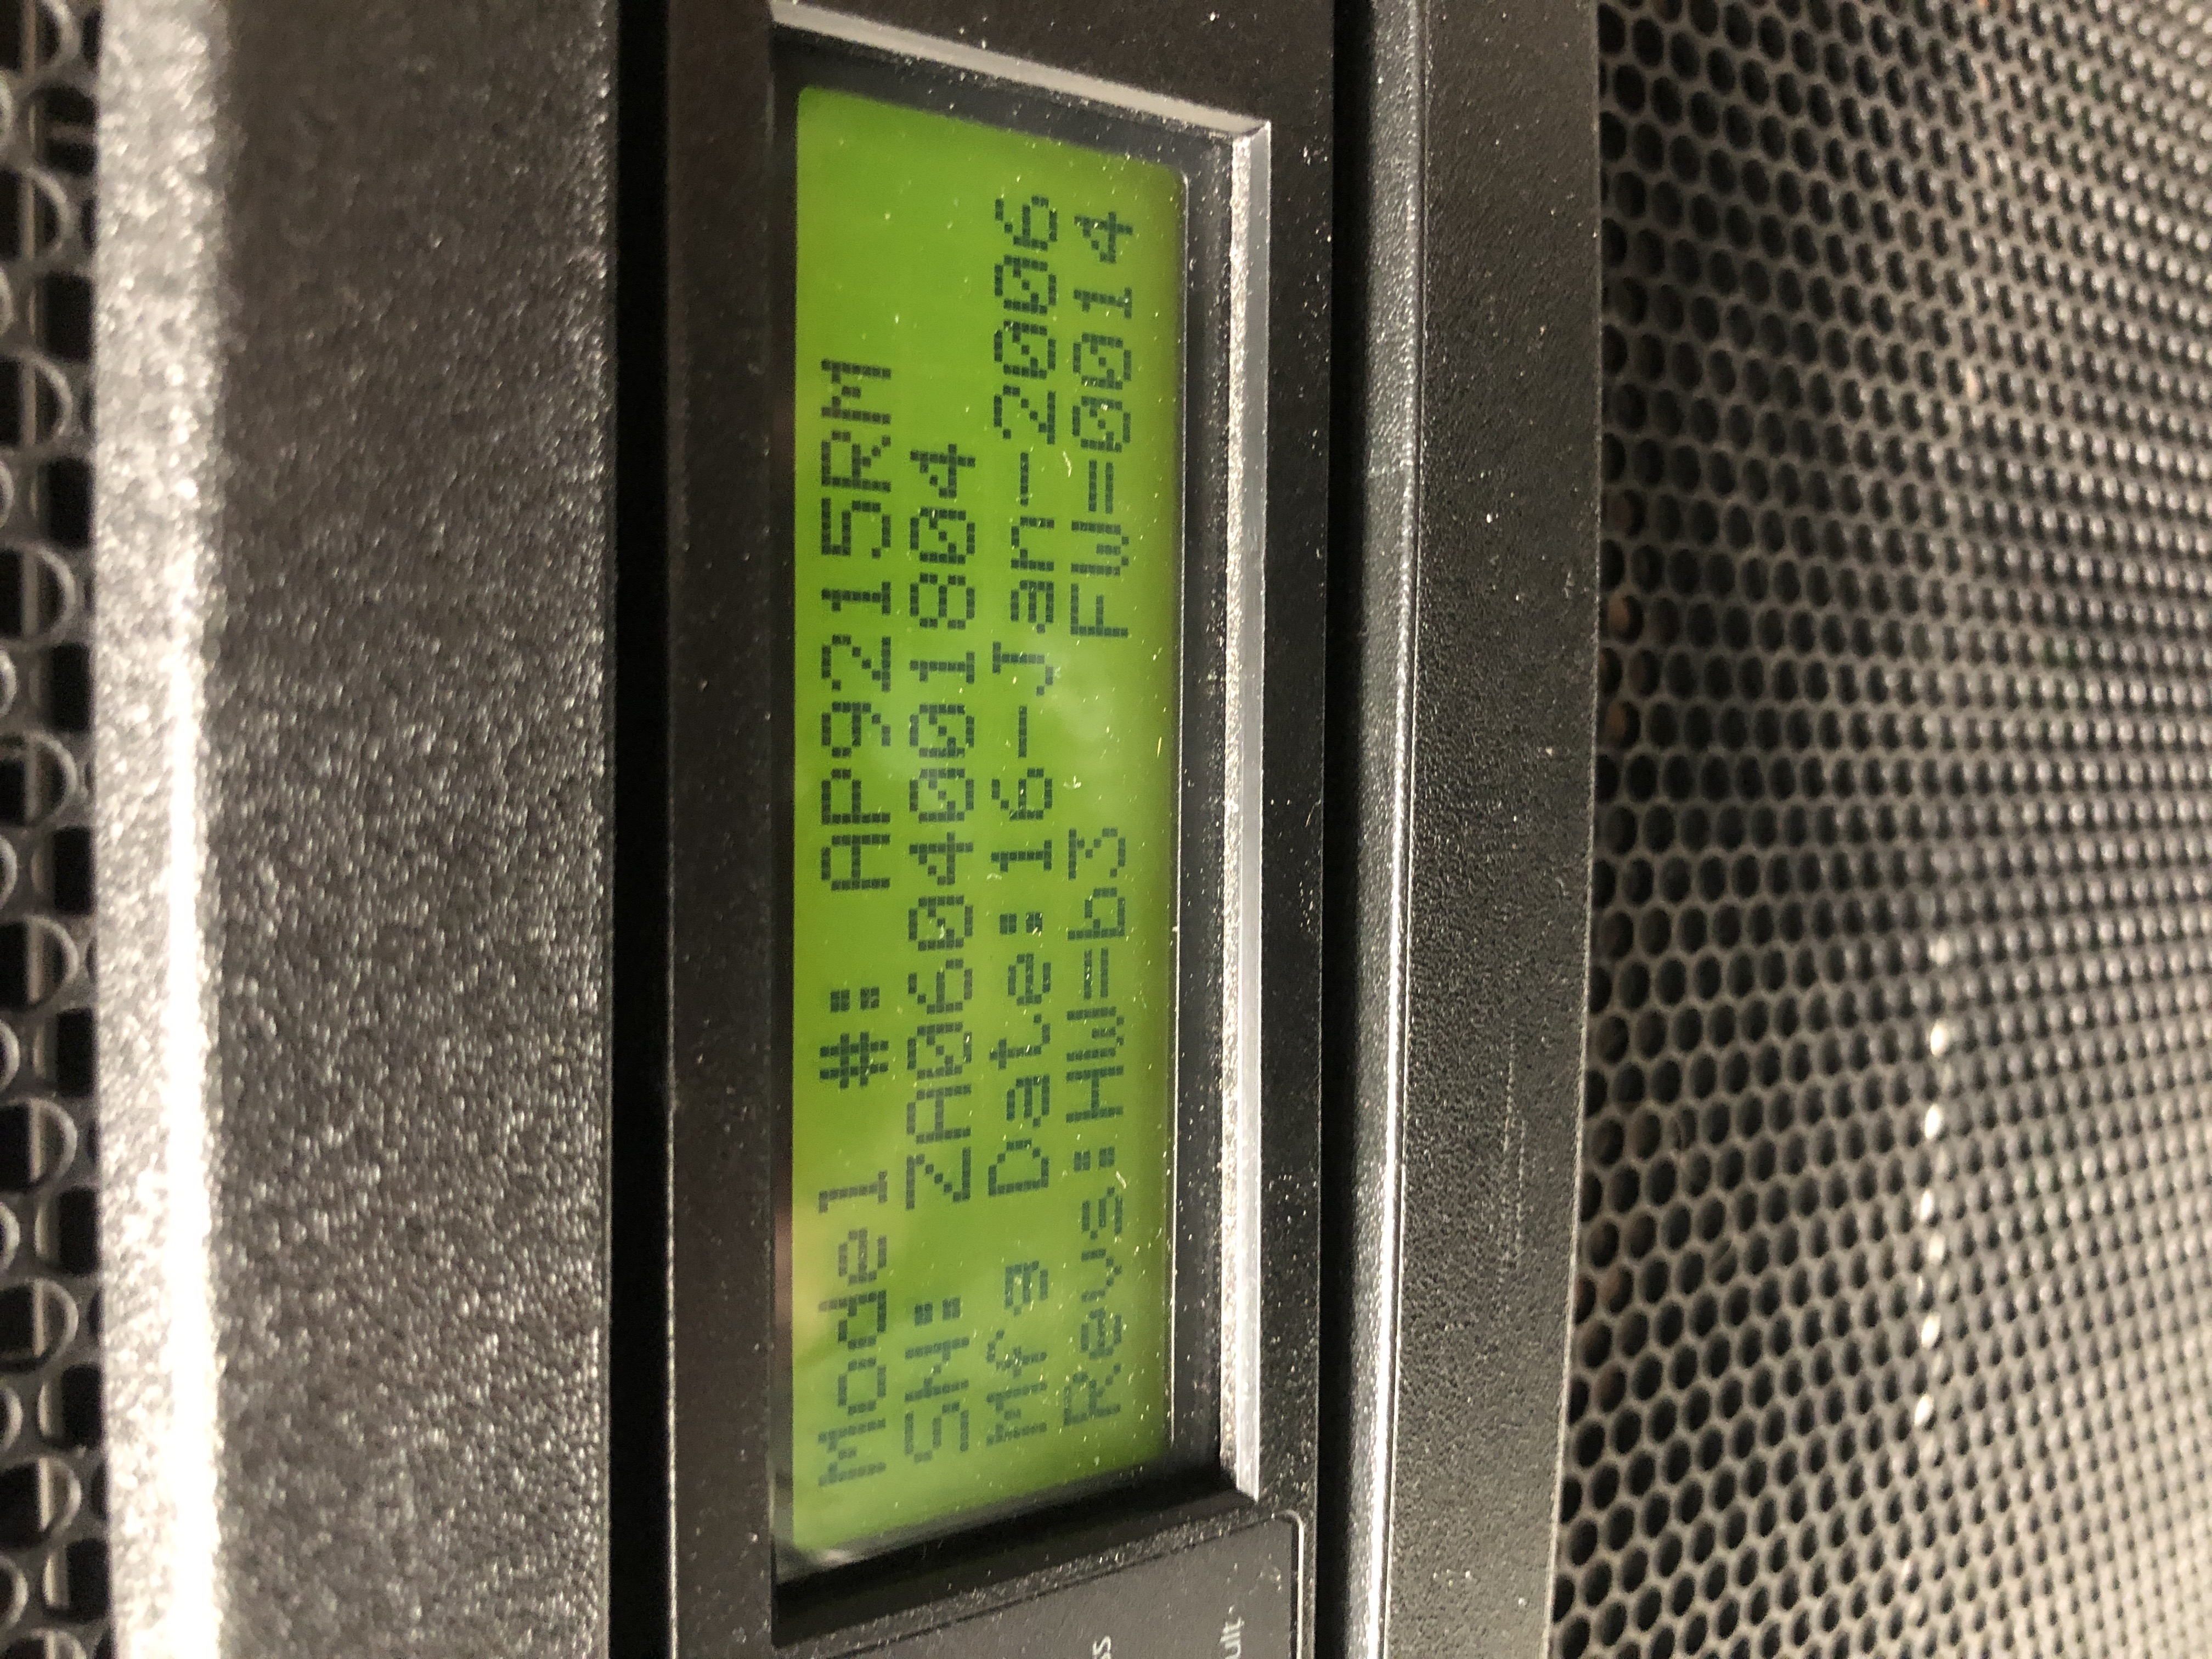 Model #: AP9215RM
SN: ZA0604001804
Mfg Date:16-Jan-2006
Revs:HW=b3 FW=0014